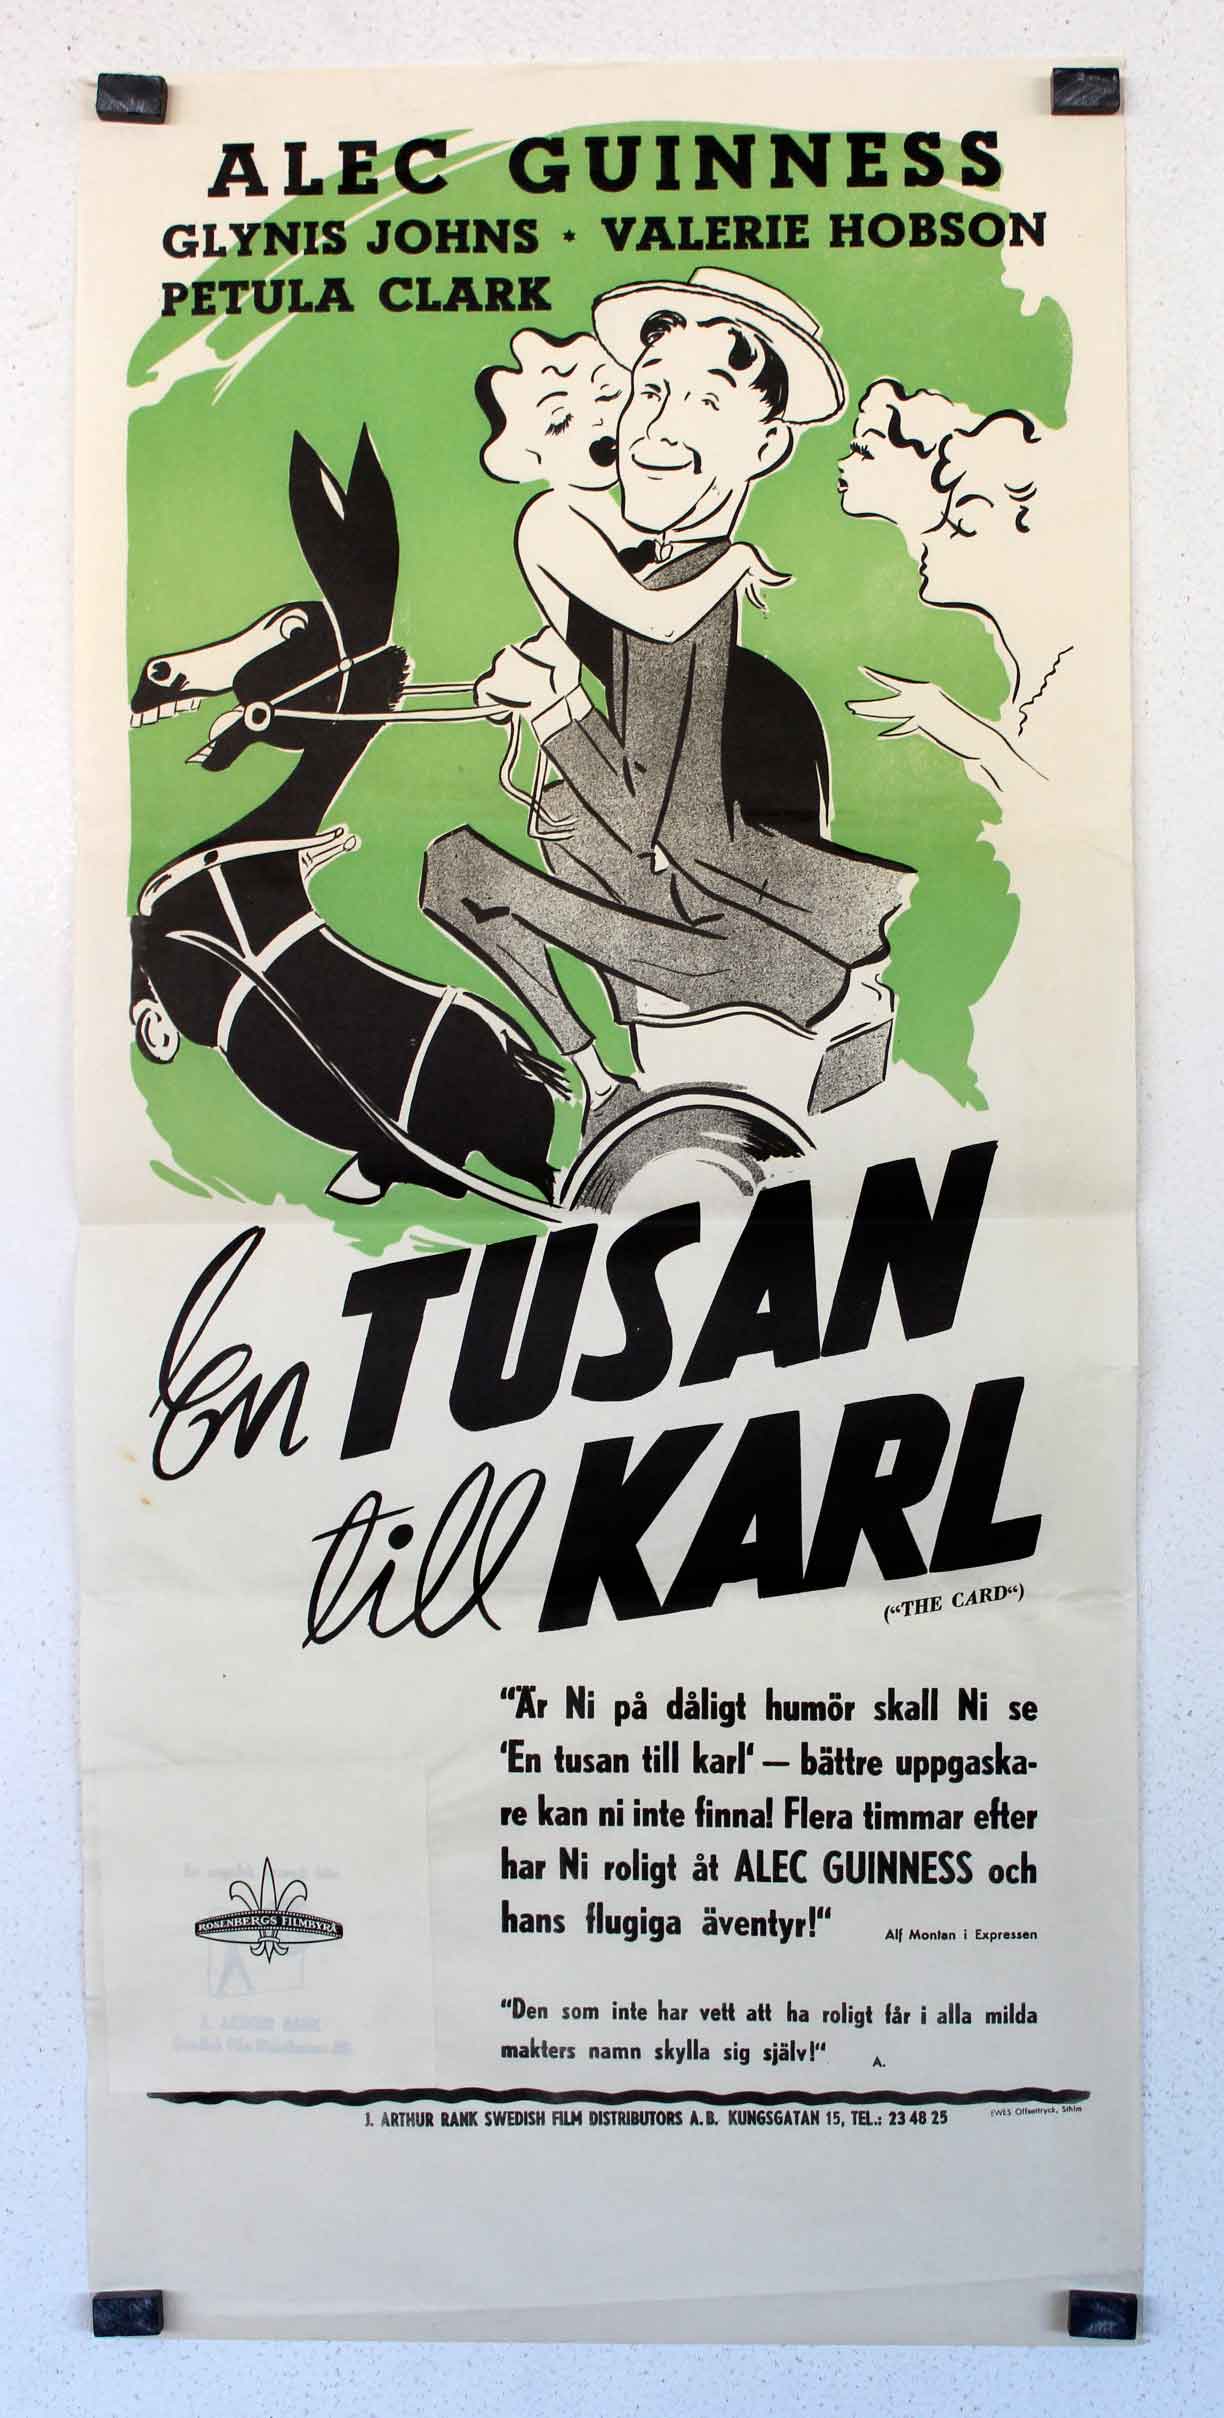 ALEC GUINNESS
GLYNIS JOHNS * VALERIE HOBSON
PETULA CLARK
En TUSAN
till KARL
(“THE CARD“)
“Är Ni på dåligt humör skall Ni se
‘En tusan till karl‘ — bättre uppgaska-
re kan ni inte finna! Flera timmar efter
har Ni roligt åt ALEC GUINNESS och
hans flugiga äventyr!“ Alf Montan i Expressen
ROSENBERGS FILMBYRÅ
“Den som inte har vett att ha roligt får i alla milda
makters namn skylla sig själv!“ A.
J. ARTHUR RANK SWEDISH FILM DISTRIBUTORS A.B. KUNGSGATAN 15, TEL.: 23 48 25
Offsettryck, Sthlm